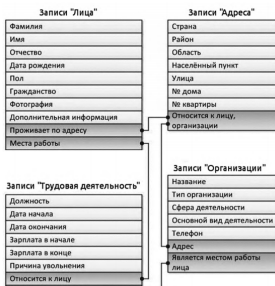 Записи "Лица"
Фамилия
Имя
Отчество
Дата рождения
Пол
Гражданство
Фотография
Дополнительная информация
Проживает по адресу
Места работы
Записи "Адреса"
Страна
Район
Область
Населённый пункт
Улица
№ дома
№ квартиры
Относится к лицу,
организации
Записи "Трудовая деятельность"
Должность
Дата начала
Дата окончания
Зарплата в начале
Зарплата в конце
Причина увольнения
Относится к лицу
Записи "Организации"
Название
Тип организации
Сфера деятельности
Основной вид деятельности
Телефон
Адрес
Является местом работы
лица